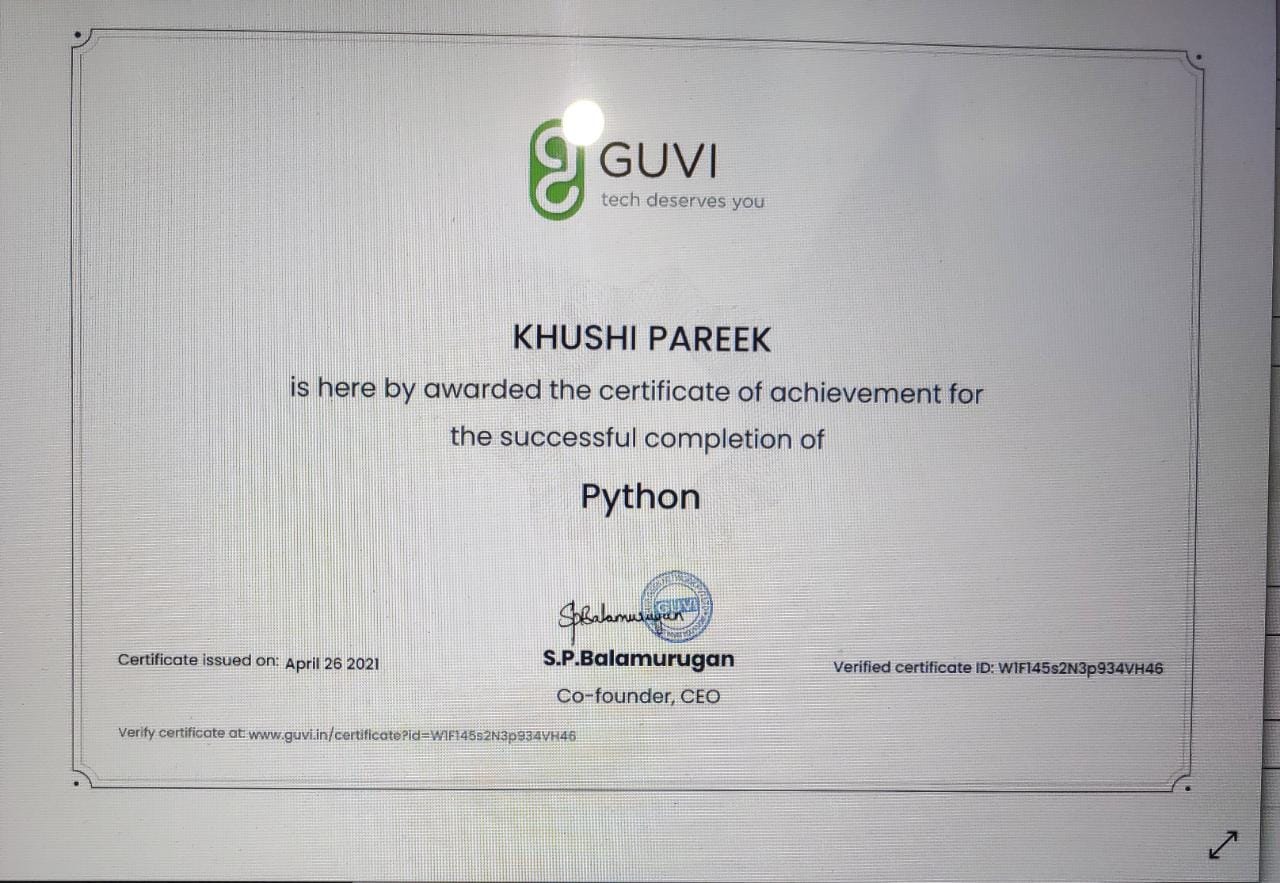 GUVI
tech deserves you
KHUSHI PAREEK
is here by awarded the certificate of achievement for
the successful completion of
Python
SpBalamurugan
GUVI
S.P.Balamurugan
Co-founder, CEO
Certificate issued on: April 26 2021
Verified certificate ID: W1F145s2N3p934VH46
Verify certificate at: www.guvi.in/certificate?id=W1F145s2N3p934VH46